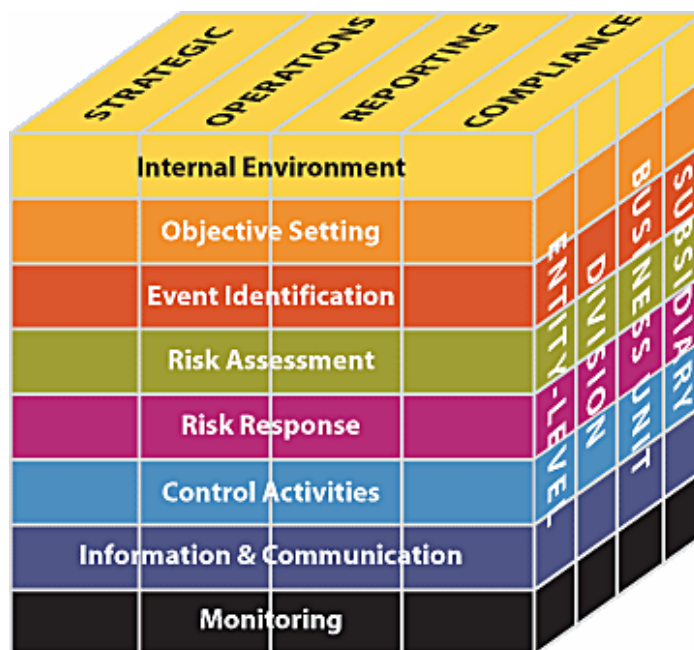 STRATEGIC
OPERATIONS
REPORTING
COMPLIANCE
Internal Environment
Objective Setting
Event Identification
Risk Assessment
Risk Response
Control Activities
Information & Communication
Monitoring
ENTITY-LEVEL
DIVISION
BUSINESS UNIT
SUBSIDIARY